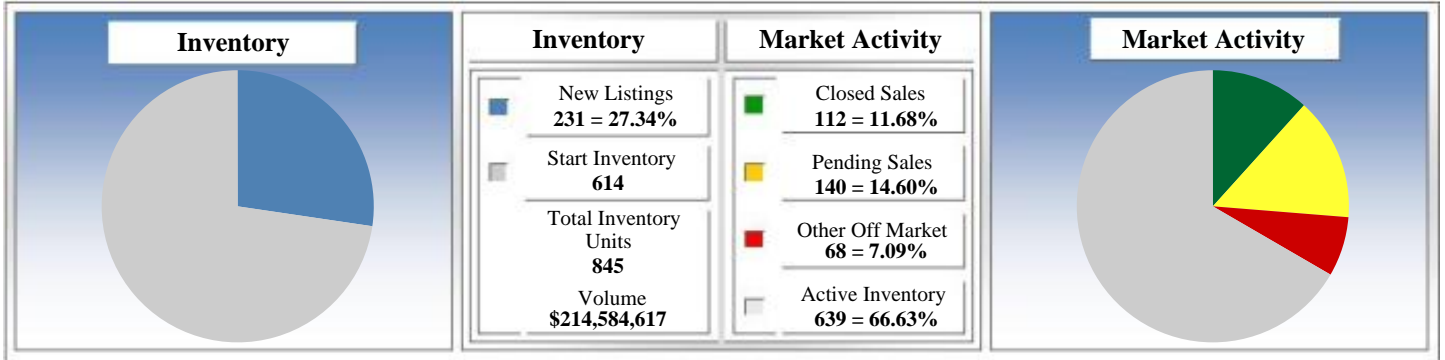 Inventory
Inventory
Market Activity
Market Activity
New Listings
231 = 27.34%
Start Inventory
614
Total Inventory
Units
845
Volume
$214,584,617
Closed Sales
112 = 11.68%
Pending Sales
140 = 14.60%
Other Off Market
68 = 7.09%
Active Inventory
639 = 66.63%